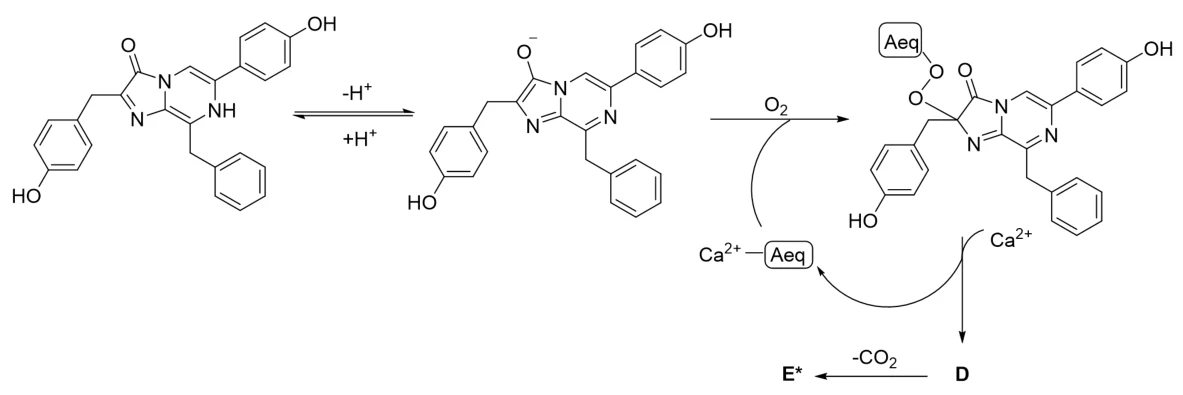 OH
O
N
N
NH
HO
-H⁺
+H⁺
O⁻
OH
N
N
N
HO
O₂
Ca²⁺
Aeq
Aeq
O
O
O
OH
N
N
N
HO
Ca²⁺
-CO₂
E*
D